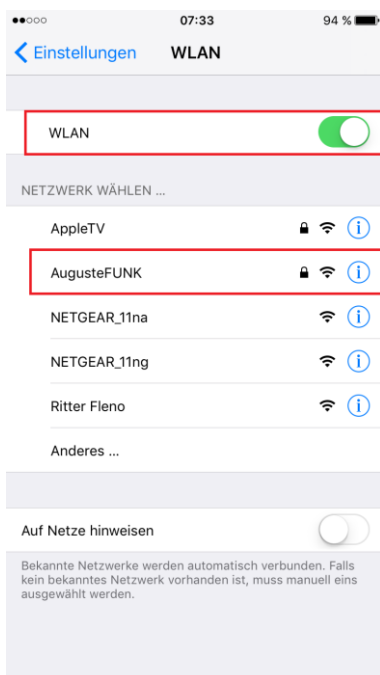 07:33
94 %
Einstellungen
WLAN
WLAN
NETZWERK WÄHLEN ...
AppleTV
AugusteFUNK
NETGEAR_11na
NETGEAR_11ng
Ritter Fleno
Anderes ...
Auf Netze hinweisen
Bekannte Netzwerke werden automatisch verbunden. Falls
kein bekanntes Netzwerk vorhanden ist, muss manuell eins
ausgewählt werden.